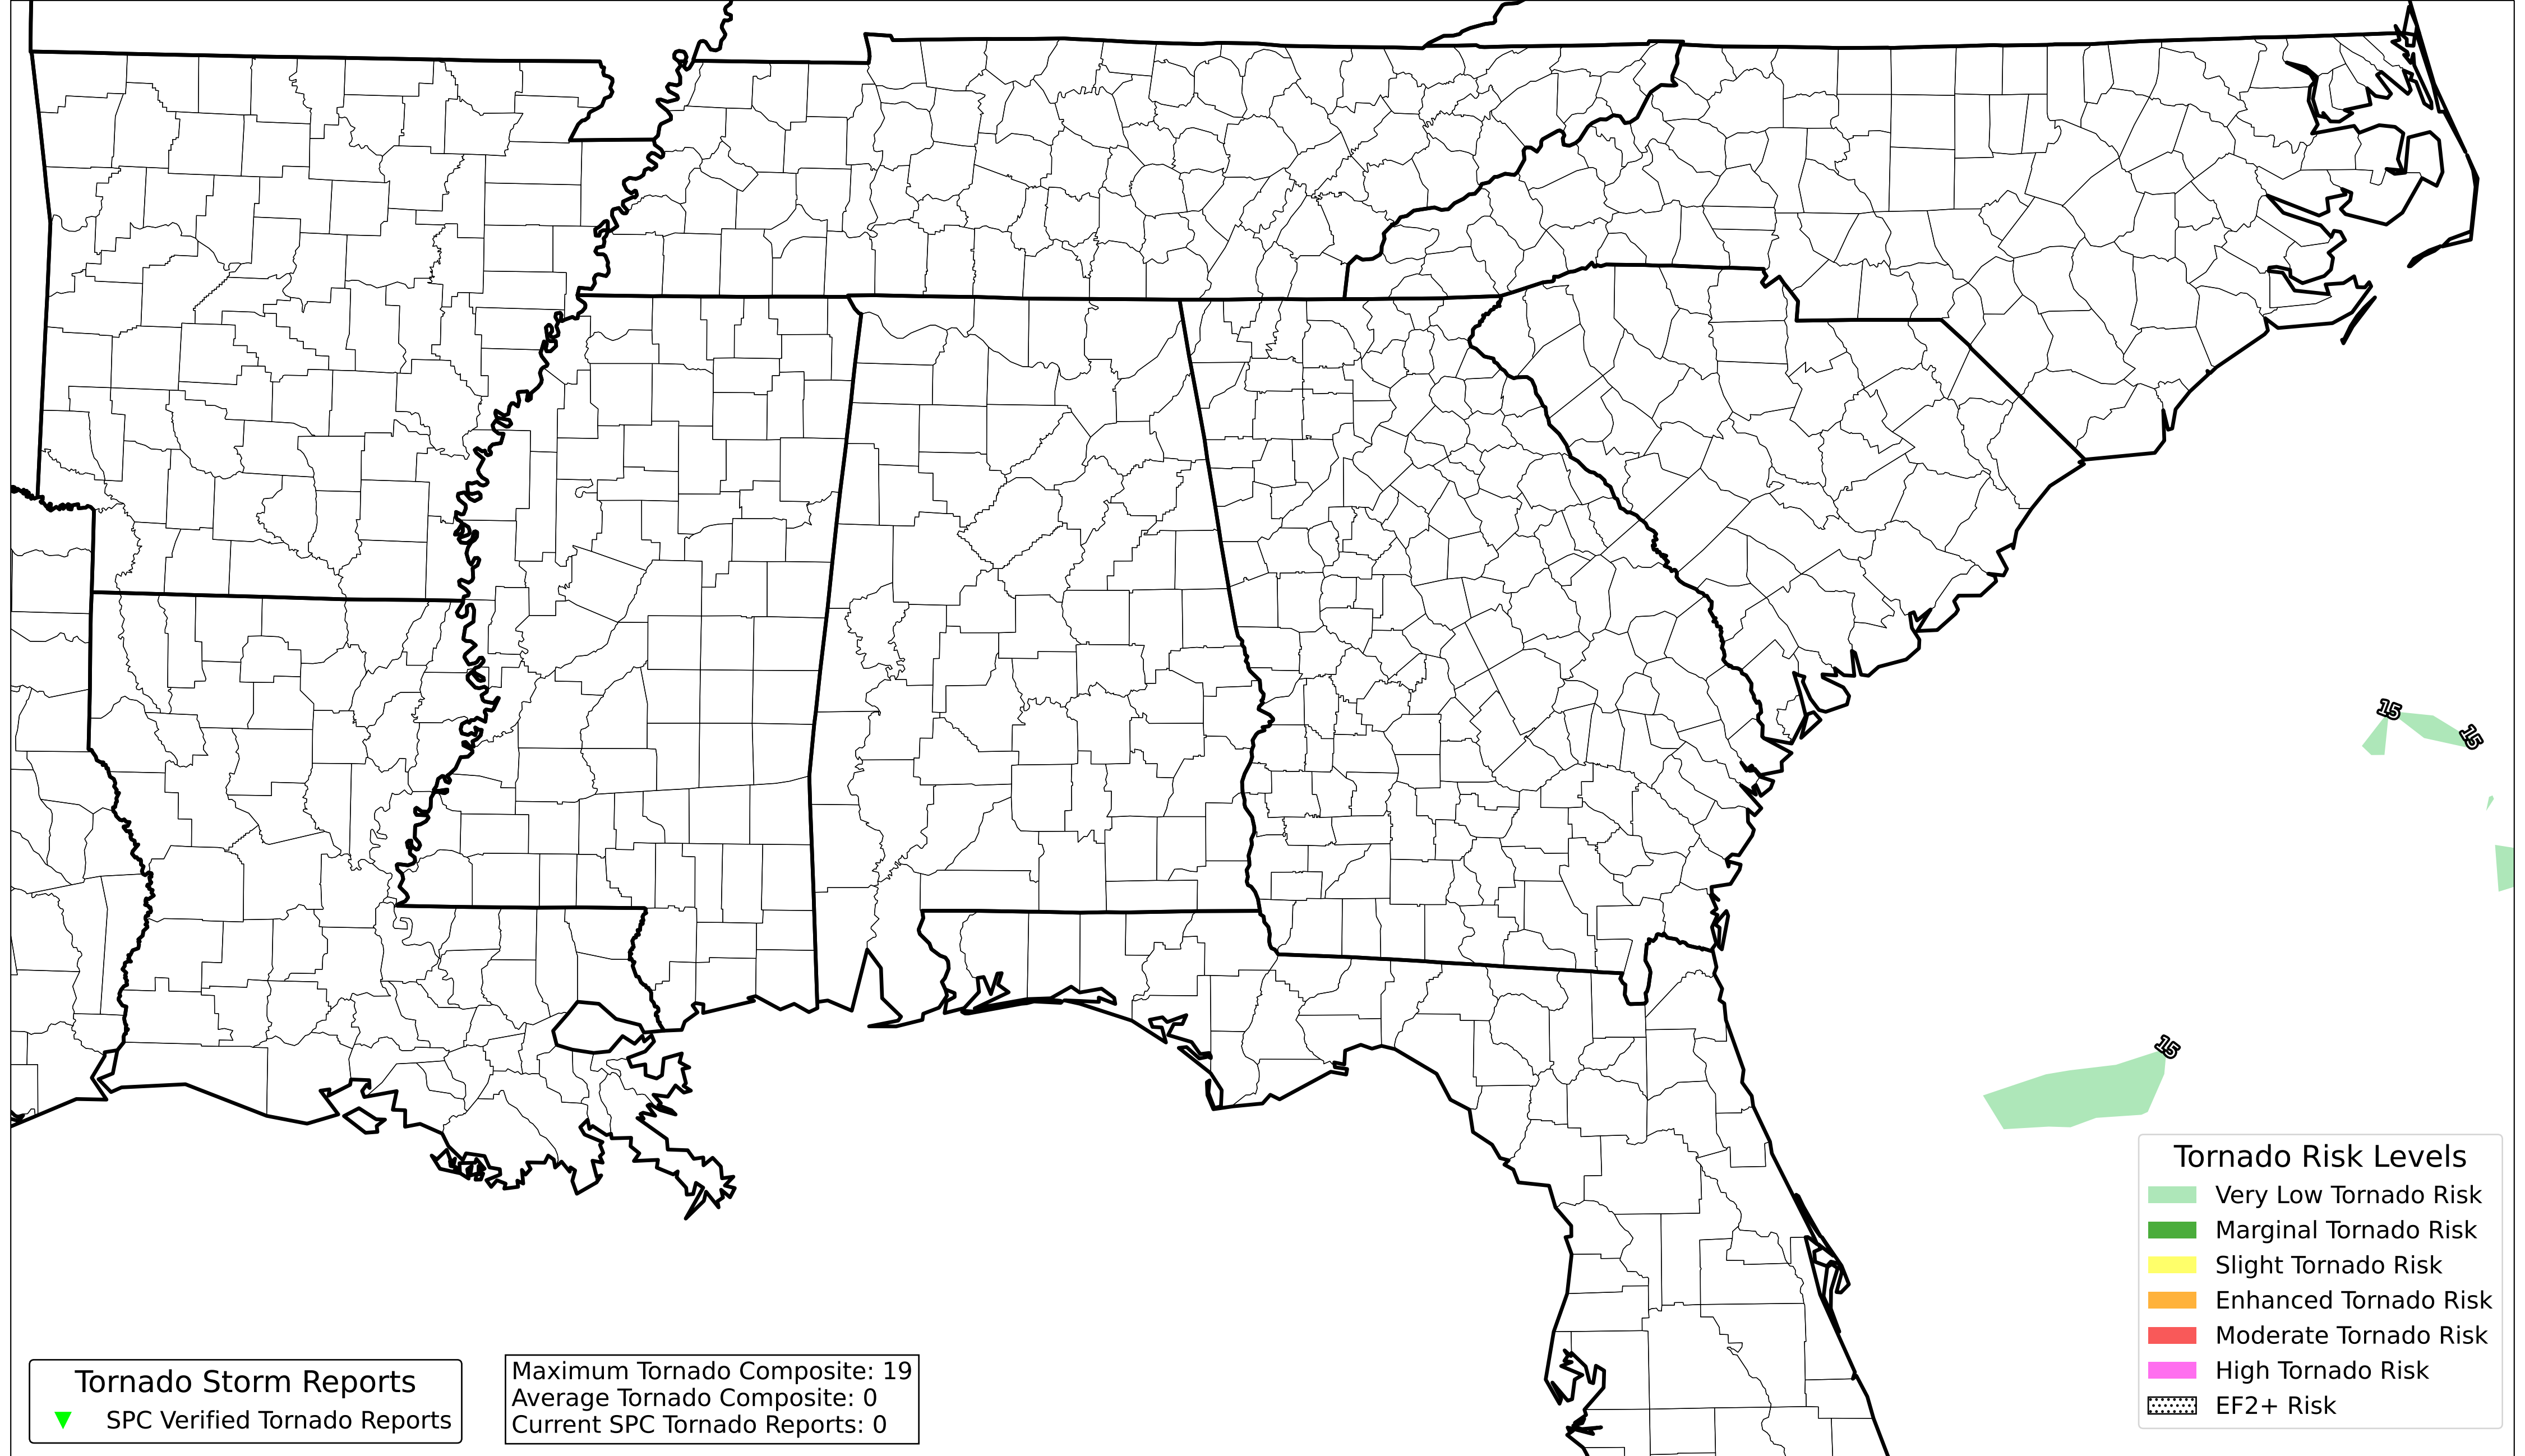 15
15
15
Tornado Risk Levels
Very Low Tornado Risk
Marginal Tornado Risk
Slight Tornado Risk
Enhanced Tornado Risk
Moderate Tornado Risk
High Tornado Risk
EF2+ Risk
Tornado Storm Reports
SPC Verified Tornado Reports
Maximum Tornado Composite: 19
Average Tornado Composite: 0
Current SPC Tornado Reports: 0